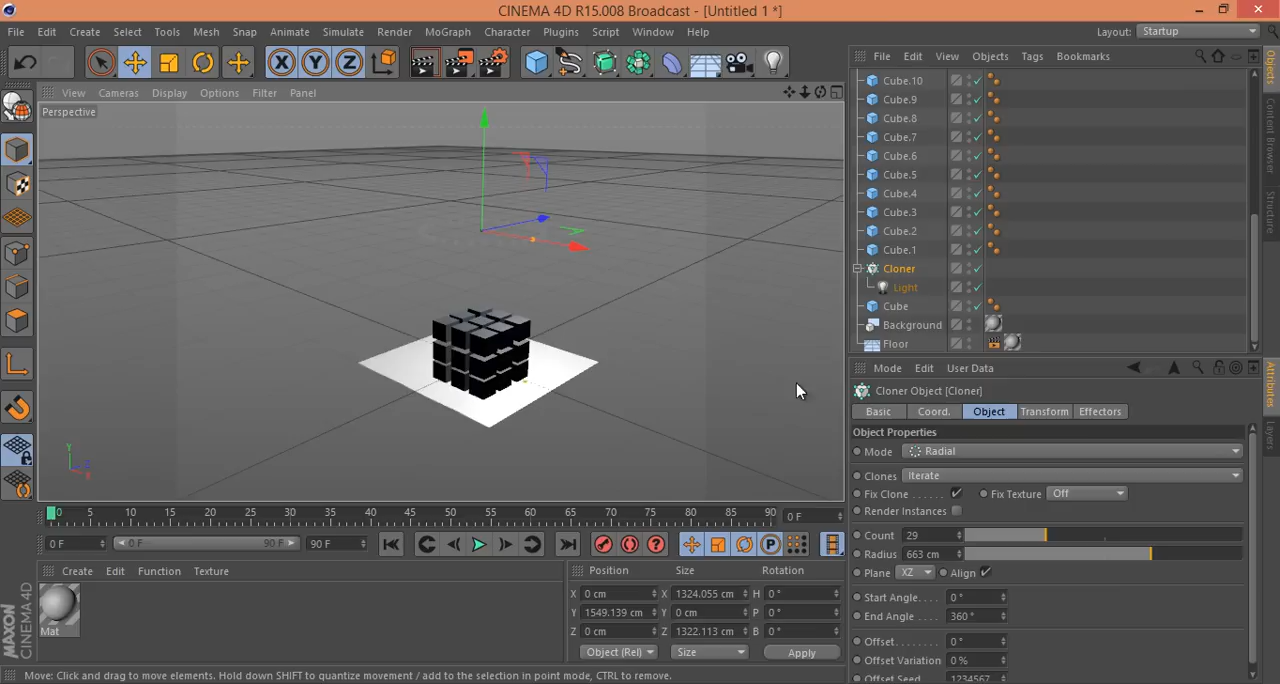 CINEMA 4D R15.008 Broadcast - [Untitled 1 *]
File Edit Create Select Tools Mesh Snap Animate Simulate Render MoGraph Character Plugins Script Window Help Layout: Startup
X Y Z
File Edit View Objects Tags Bookmarks
View Cameras Display Options Filter Panel
Perspective
Cube.10
Cube.9
Cube.8
Cube.7
Cube.6
Cube.5
Cube.4
Cube.3
Cube.2
Cube.1
Cloner
Light
Cube
Background
Floor
Objects
Content Browser
Structure
Mode Edit User Data
Cloner Object [Cloner]
Basic Coord. Object Transform Effectors
Object Properties
Mode Radial
Clones Iterate
Fix Clone Fix Texture Off
Render Instances
Count 29
Radius 663 cm
Plane XZ Align
Start Angle 0 °
End Angle 360 °
Offset 0 °
Offset Variation 0 %
Offset Seed 1234567
Attributes
Layers
Y
Z
X
0 5 10 15 20 25 30 35 40 45 50 55 60 65 70 75 80 85 90 0 F
0 F 0 F 90 F 90 F
P
Create Edit Function Texture
Mat
Position Size Rotation
X 0 cm X 1324.055 cm H 0 °
Y 1549.139 cm Y 0 cm P 0 °
Z 0 cm Z 1322.113 cm B 0 °
Object (Rel) Size Apply
MAXON
CINEMA 4D
Move: Click and drag to move elements. Hold down SHIFT to quantize movement / add to the selection in point mode, CTRL to remove.